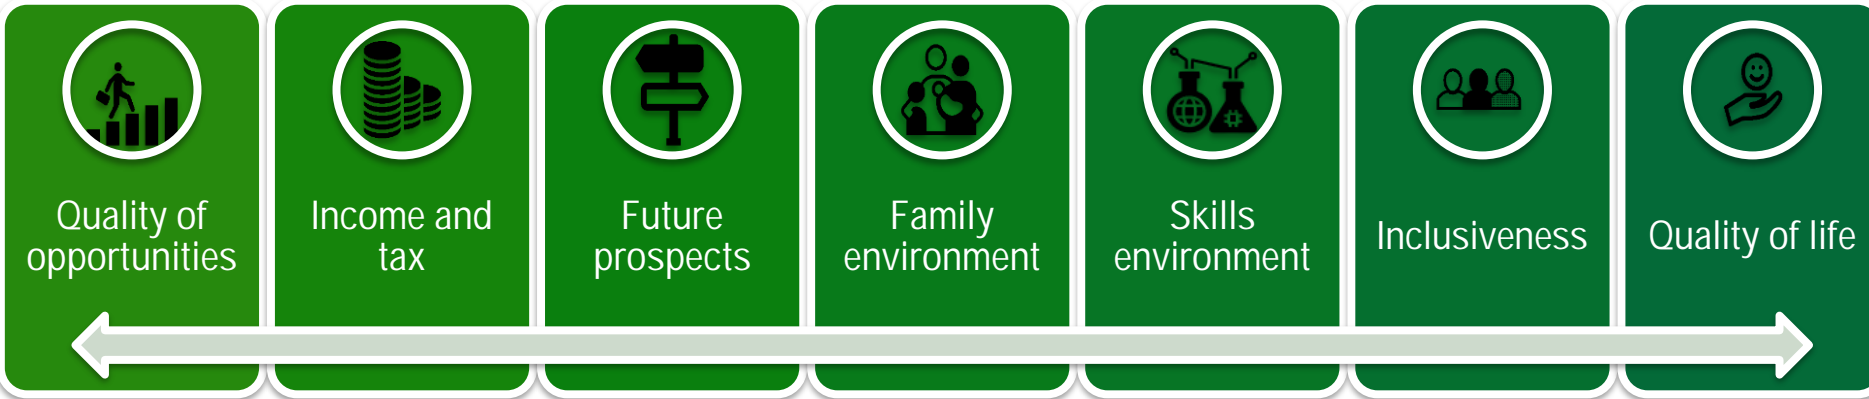 Quality of
opportunities
Income and
tax
Future
prospects
Family
environment
Skills
environment
Inclusiveness
Quality of life